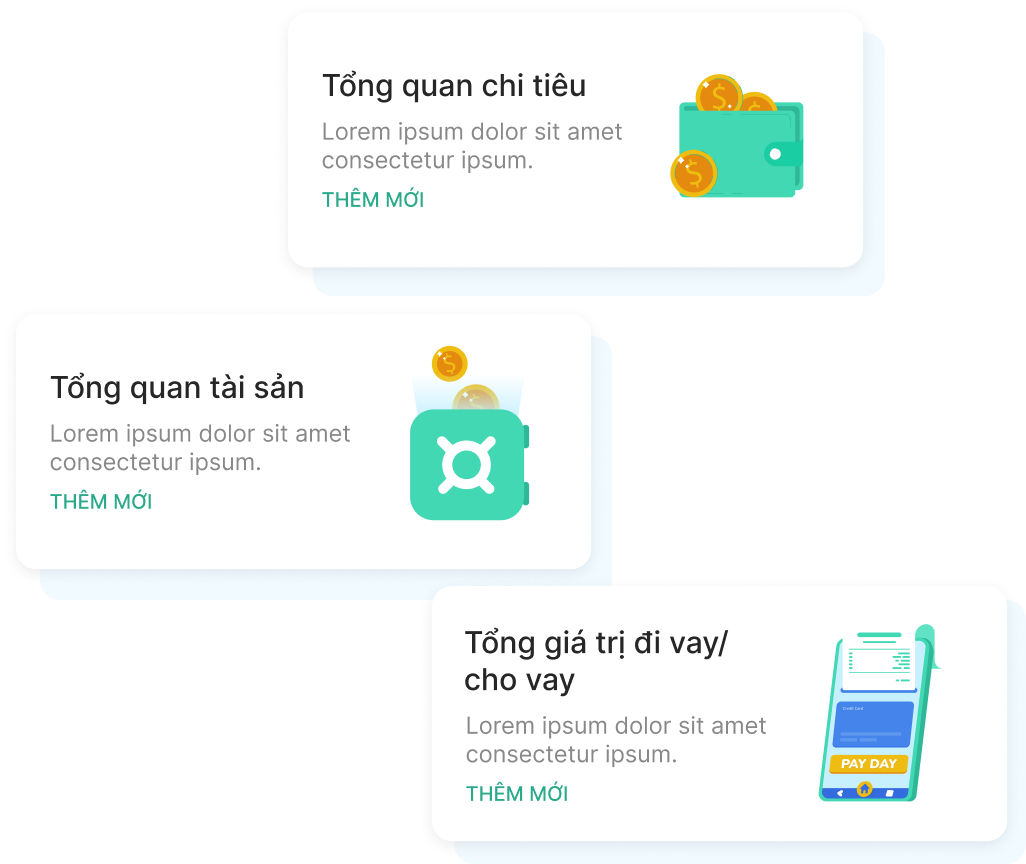 Tổng quan chi tiêu
Lorem ipsum dolor sit amet
consectetur ipsum.
THÊM MỚI
Tổng quan tài sản
Lorem ipsum dolor sit amet
consectetur ipsum.
THÊM MỚI
Tổng giá trị đi vay/
cho vay
Lorem ipsum dolor sit amet
consectetur ipsum.
THÊM MỚI
Credit Card
PAY DAY